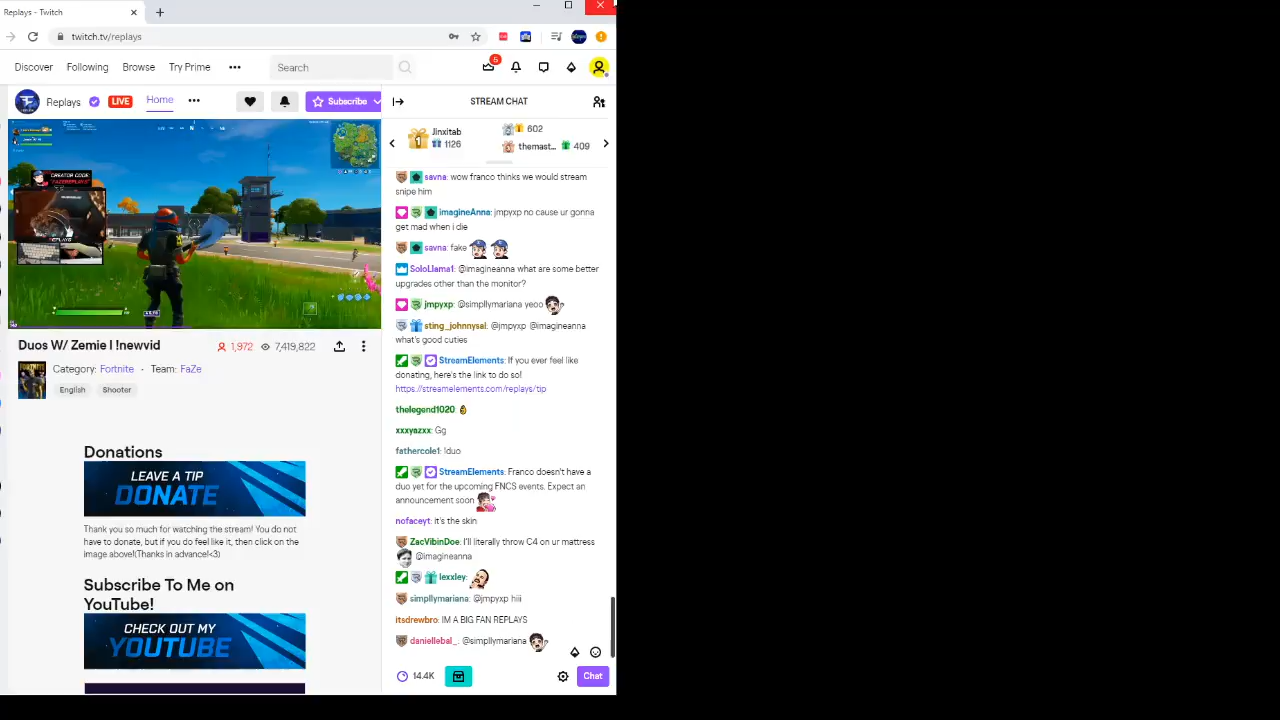 Replays - Twitch
twitch.tv/replays
Discover
Following
Browse
Try Prime
Search
5
Replays
LIVE
Home
Subscribe
CREATOR CODE:
Duos W/ Zemie I !newvid
1,972
7,419,822
Category: Fortnite
Team: FaZe
English
Shooter
Donations
LEAVE A TIP
DONATE
Thank you so much for watching the stream! You do not
have to donate, but if you do feel like it, then click on the
image above!(Thanks in advance!<3)
Subscribe To Me on
YouTube!
CHECK OUT MY
YOUTUBE
STREAM CHAT
1
Jinxitab
1126
602
themast...
409
savna: wow franco thinks we would stream
snipe him
imagineAnna: jmpyxp no cause ur gonna
get mad when i die
savna: fake
SoloLlama1: @imagineanna what are some better
upgrades other than the monitor?
jmpyxp: @simpllymariana yeoo
sting_johnnysal: @jmpyxp @imagineanna
what's good cuties
StreamElements: If you ever feel like
donating, here's the link to do so!
https://streamelements.com/replays/tip
thelegend1020:
xxxyazxx: Gg
fathercole1: !duo
StreamElements: Franco doesn't have a
duo yet for the upcoming FNCS events. Expect an
announcement soon
nofaceyt: it's the skin
ZacVibinDoe: I'll literally throw C4 on ur mattress
@imagineanna
lexxley:
simpllymariana: @jmpyxp hiii
itsdrewbro: IM A BIG FAN REPLAYS
daniellebal_: @simpllymariana
14.4K
Chat